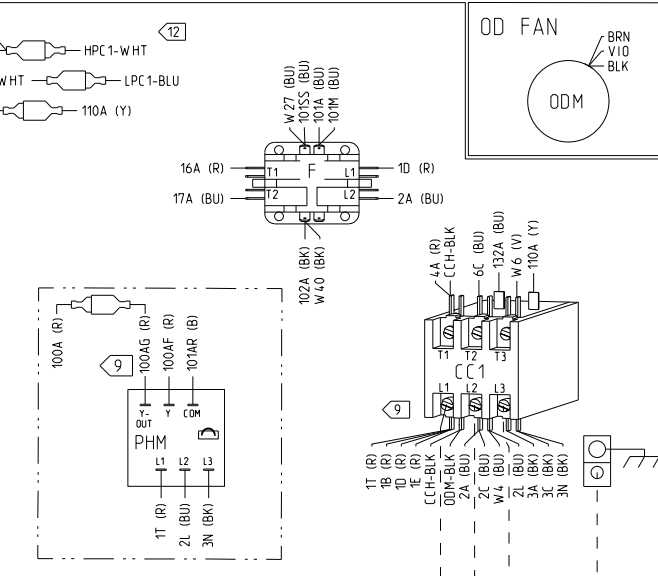 HPC1-WHT
12
WHT
LPC1-BLU
110A (Y)
OD FAN
BRN
VIO
BLK
ODM
W27 (BU)
101SS (BU)
101A (BU)
101M (BU)
16A (R)
T1
F
L1
1D (R)
17A (BU)
T2
L2
2A (BU)
102A (BK)
W40 (BK)
4A (R)
CCH-BLK
6C (BU)
132A (BU)
W6 (V)
110A (Y)
T1
T2
T3
CC1
L1
L2
L3
9
1T (R)
1B (R)
1D (R)
1E (R)
CCH-BLK
ODM-BLK
2A (BU)
2C (BU)
W4 (BU)
2L (BU)
3A (BK)
3C (BK)
3N (BK)
100A (R)
9
100AG (R)
100AF (R)
101AR (B)
Y-OUT
Y
COM
PHM
L1
L2
L3
1T (R)
2L (BU)
3N (BK)